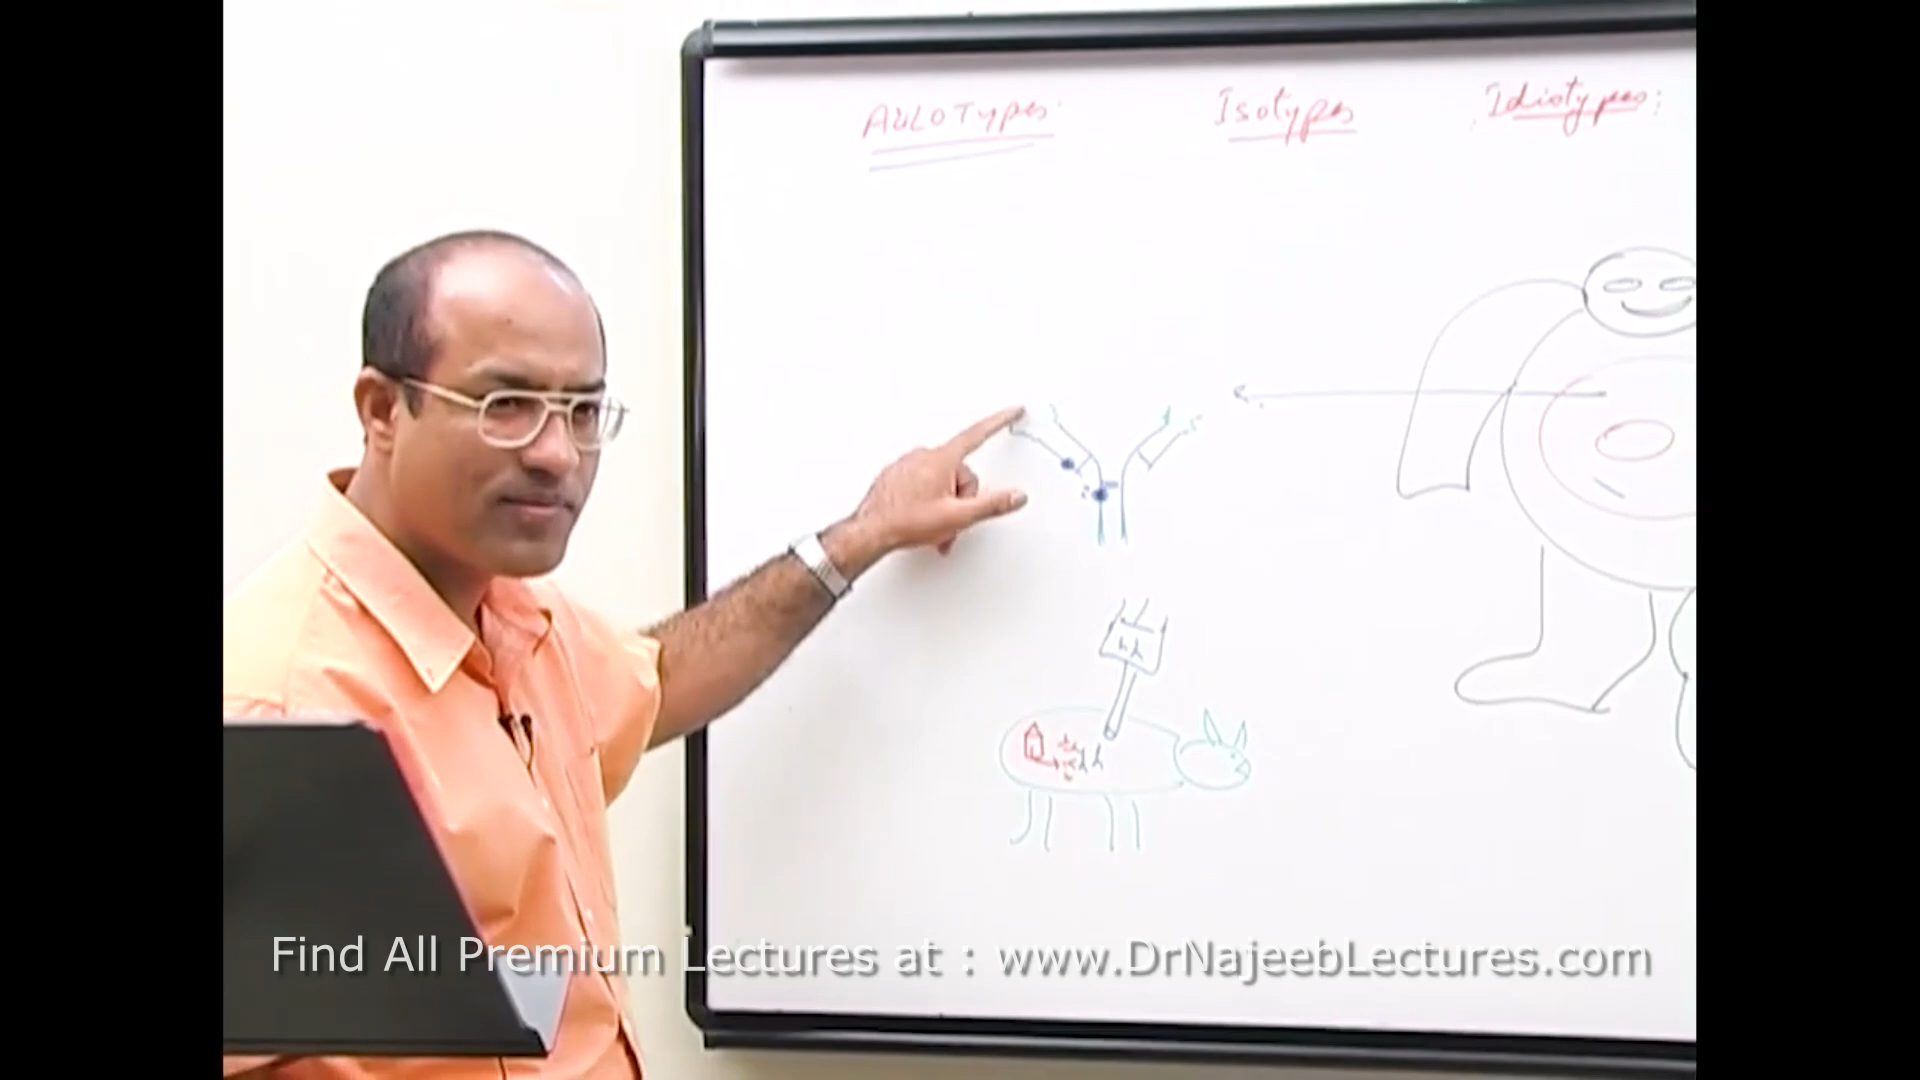 ALLOTypes:
Isotypes
Idiotypes:
Find All Premium Lectures at : www.DrNajeebLectures.com